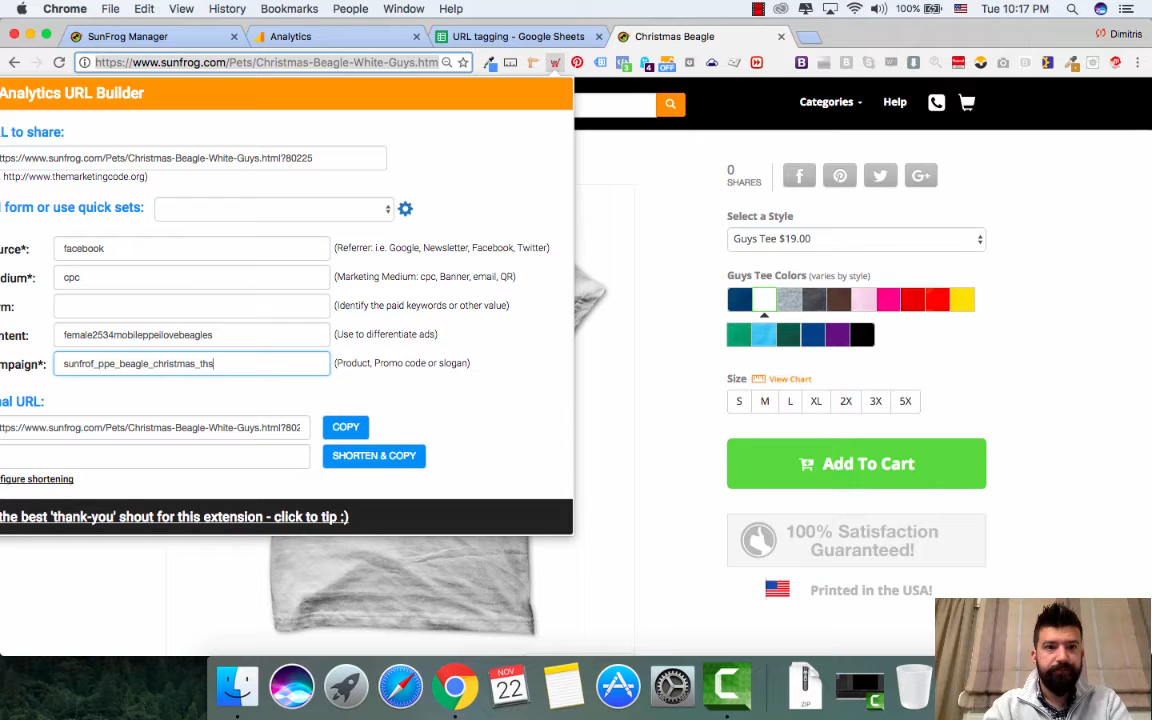 Chrome File Edit View History Bookmarks People Window Help 100% Tue 10:17 PM
SunFrog Manager Analytics URL tagging - Google Sheets Christmas Beagle Dimitris
https://www.sunfrog.com/Pets/Christmas-Beagle-White-Guys.htm
Analytics URL Builder
Categories Help
L to share:
ttps://www.sunfrog.com/Pets/Christmas-Beagle-White-Guys.html?80225
http://www.themarketingcode.org)
l form or use quick sets:
urce*: facebook (Referrer: i.e. Google, Newsletter, Facebook, Twitter)
dium*: cpc (Marketing Medium: cpc, Banner, email, QR)
rm: (Identify the paid keywords or other value)
ntent: female2534mobileppeilovebeagles (Use to differentiate ads)
mpaign*: sunfrof_ppe_beagle_christmas_ths (Product, Promo code or slogan)
nal URL:
ttps://www.sunfrog.com/Pets/Christmas-Beagle-White-Guys.html?802 COPY
SHORTEN & COPY
figure shortening
the best 'thank-you' shout for this extension - click to tip :)
0
SHARES
Select a Style
Guys Tee $19.00
Guys Tee Colors (varies by style)
Size View Chart
S M L XL 2X 3X 5X
Add To Cart
100% Satisfaction
Guaranteed!
Printed in the USA!
NOV
22
ZIP